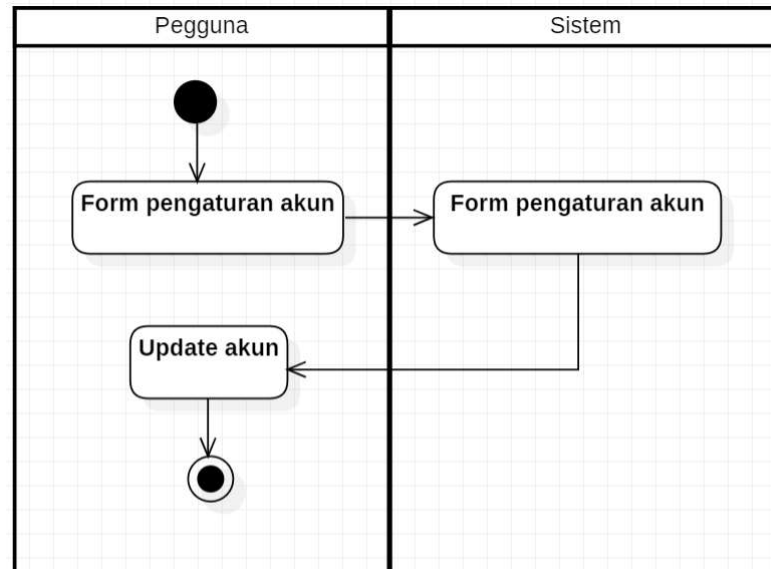 Pegguna
Sistem
Form pengaturan akun
Form pengaturan akun
Update akun